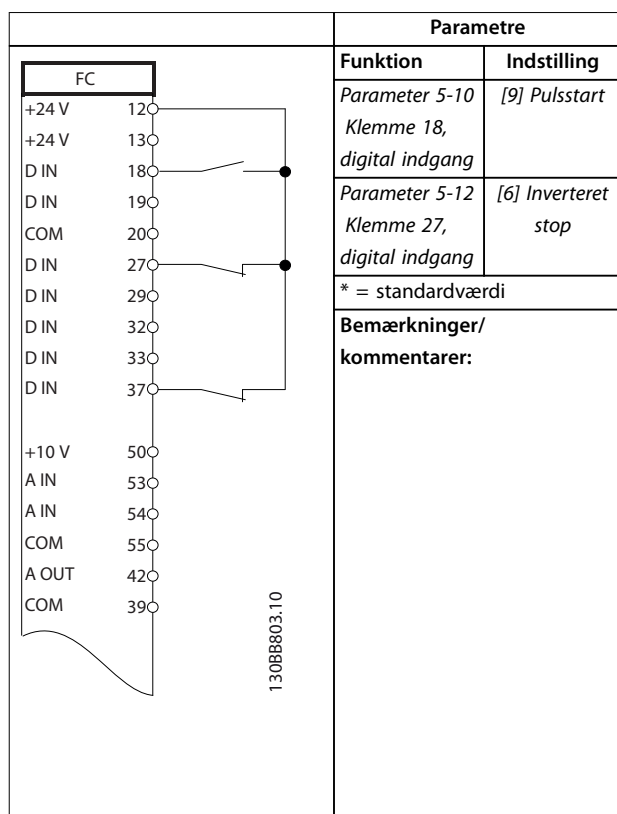 FC
+24 V 12
+24 V 13
D IN 18
D IN 19
COM 20
D IN 27
D IN 29
D IN 32
D IN 33
D IN 37
+10 V 50
A IN 53
A IN 54
COM 55
A OUT 42
COM 39
130BB803.10
Parametre
Funktion Indstilling
Parameter 5-10 [9] Pulsstart
Klemme 18,
digital indgang
Parameter 5-12 [6] Inverteret
Klemme 27, stop
digital indgang
* = standardværdi
Bemærkninger/
kommentarer: